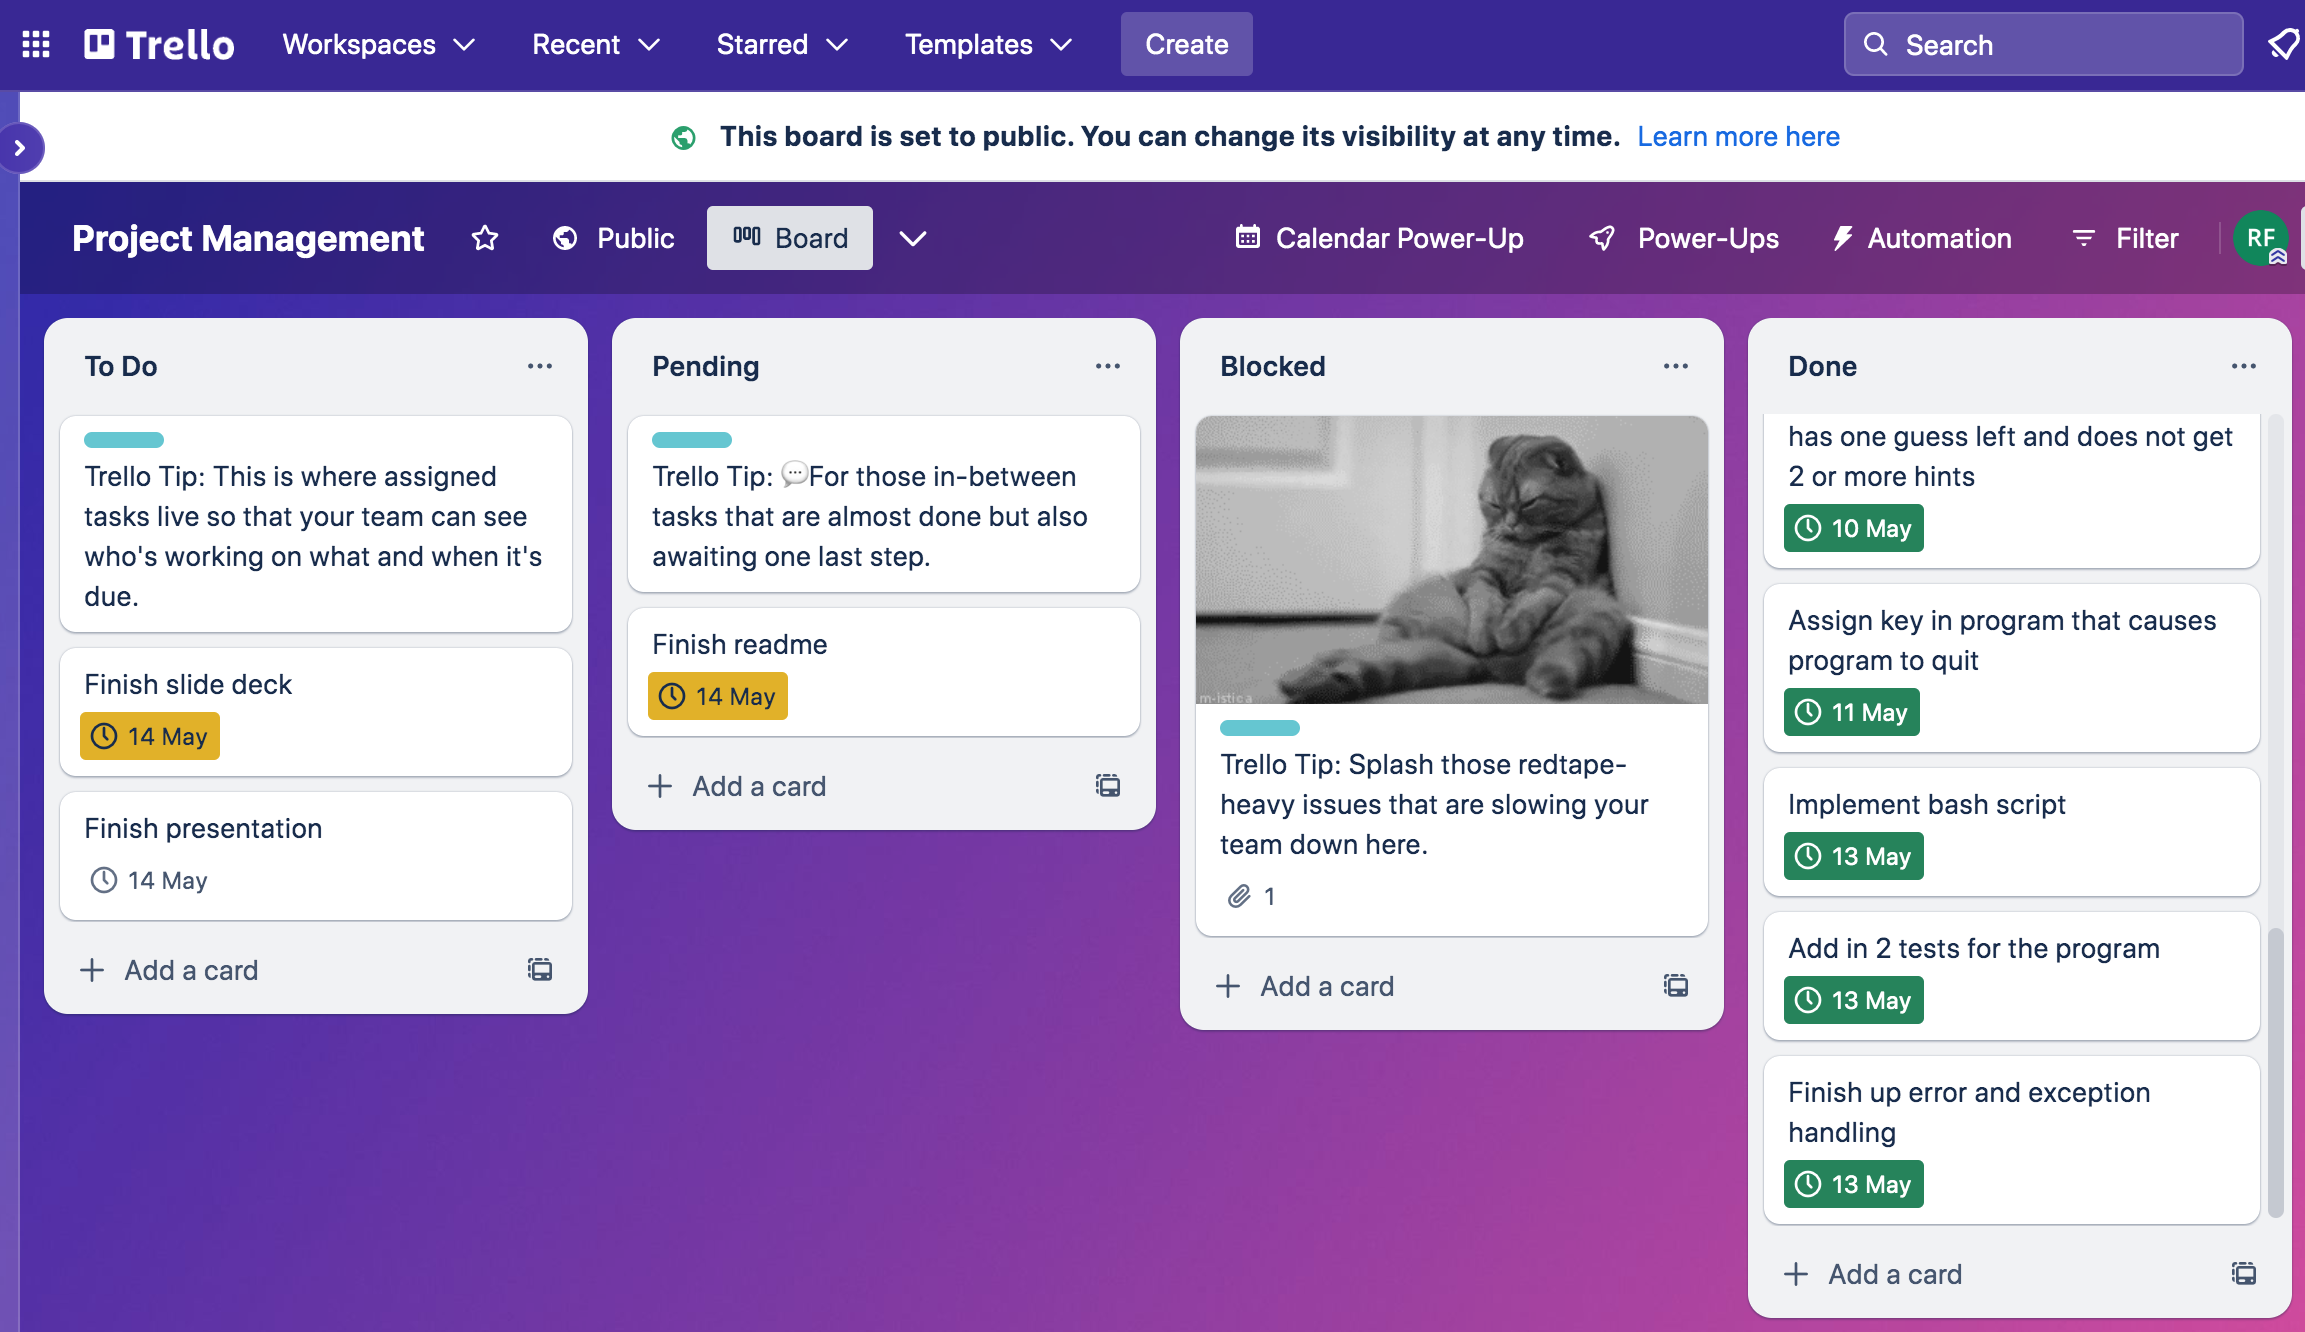 Trello
Workspaces
Recent
Starred
Templates
Create
Search
This board is set to public. You can change its visibility at any time. Learn more here
Project Management
Public
Board
Calendar Power-Up
Power-Ups
Automation
Filter
RF
To Do
Trello Tip: This is where assigned
tasks live so that your team can see
who's working on what and when it's
due.
Finish slide deck
14 May
Finish presentation
14 May
Add a card
Pending
Trello Tip: 💬For those in-between
tasks that are almost done but also
awaiting one last step.
Finish readme
14 May
Add a card
Blocked
m-istica
Trello Tip: Splash those redtape-
heavy issues that are slowing your
team down here.
1
Add a card
Done
has one guess left and does not get
2 or more hints
10 May
Assign key in program that causes
program to quit
11 May
Implement bash script
13 May
Add in 2 tests for the program
13 May
Finish up error and exception
handling
13 May
Add a card